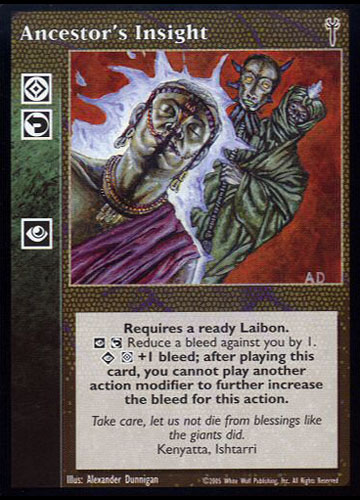 Ancestor's Insight
AD
Requires a ready Laibon.
Reduce a bleed against you by 1.
+1 bleed; after playing this
card, you cannot play another
action modifier to further increase
the bleed for this action.
Take care, let us not die from blessings like
the giants did.
Kenyatta, Ishtarri
Illus: Alexander Dunnigan
©2005 White Wolf Publishing, Inc. All Rights Reserved